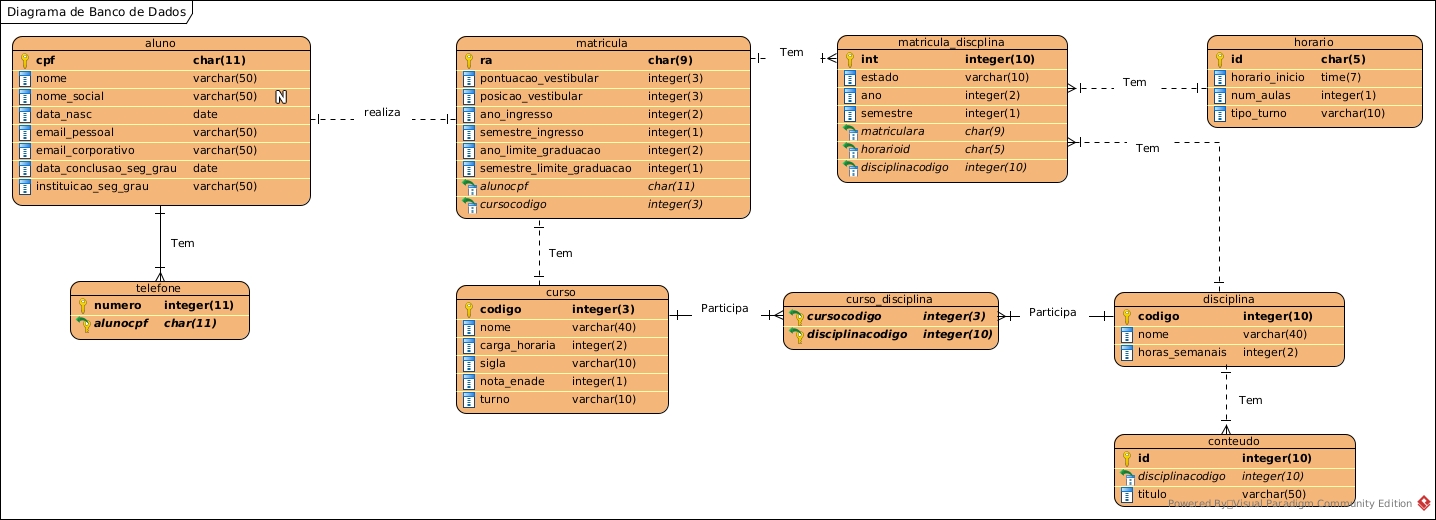 Diagrama de Banco de Dados
aluno
cpf char(11)
nome varchar(50)
nome_social varchar(50) N
data_nasc date
email_pessoal varchar(50)
email_corporativo varchar(50)
data_conclusao_seg_grau date
instituicao_seg_grau varchar(50)
realiza
matricula
ra char(9)
pontuacao_vestibular integer(3)
posicao_vestibular integer(3)
ano_ingresso integer(2)
semestre_ingresso integer(1)
ano_limite_graduacao integer(2)
semestre_limite_graduacao integer(1)
alunocpf char(11)
cursocodigo integer(3)
Tem
matricula_discplina
int integer(10)
estado varchar(10)
ano integer(2)
semestre integer(1)
matriculara char(9)
horarioid char(5)
disciplinacodigo integer(10)
Tem
horario
id char(5)
horario_inicio time(7)
num_aulas integer(1)
tipo_turno varchar(10)
Tem
Tem
telefone
numero integer(11)
alunocpf char(11)
Tem
curso
codigo integer(3)
nome varchar(40)
carga_horaria integer(2)
sigla varchar(10)
nota_enade integer(1)
turno varchar(10)
Participa
curso_disciplina
cursocodigo integer(3)
disciplinacodigo integer(10)
Participa
disciplina
codigo integer(10)
nome varchar(40)
horas_semanais integer(2)
Tem
conteudo
id integer(10)
disciplinacodigo integer(10)
titulo varchar(50)
Powered By Visual Paradigm Community Edition